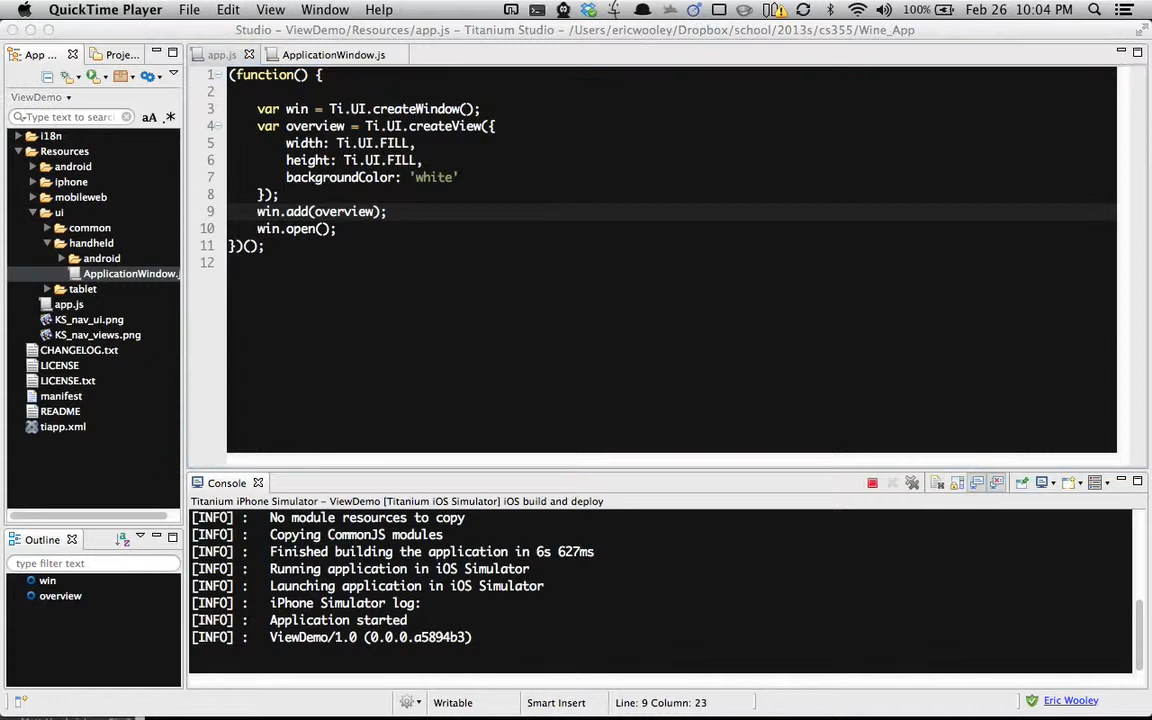 QuickTime Player File Edit View Window Help 100% Feb 26 10:04 PM
Studio - ViewDemo/Resources/app.js - Titanium Studio - /Users/ericwooley/Dropbox/school/2013s/cs355/Wine_App
App ... Proje...
app.js ApplicationWindow.js
ViewDemo
Type to searc aA .*
i18n
Resources
android
iphone
mobileweb
ui
common
handheld
android
ApplicationWindow.j
tablet
app.js
KS_nav_ui.png
KS_nav_views.png
CHANGELOG.txt
LICENSE
LICENSE.txt
manifest
README
tiapp.xml
1 (function() {
2
3 var win = Ti.UI.createWindow();
4 var overview = Ti.UI.createView({
5 width: Ti.UI.FILL,
6 height: Ti.UI.FILL,
7 backgroundColor: 'white'
8 });
9 win.add(overview);
10 win.open();
11 })();
12
Outline
type filter text
win
overview
Console
Titanium iPhone Simulator - ViewDemo [Titanium iOS Simulator] iOS build and deploy
[INFO] : No module resources to copy
[INFO] : Copying CommonJS modules
[INFO] : Finished building the application in 6s 627ms
[INFO] : Running application in iOS Simulator
[INFO] : Launching application in iOS Simulator
[INFO] : iPhone Simulator log:
[INFO] : Application started
[INFO] : ViewDemo/1.0 (0.0.0.a5894b3)
Writable Smart Insert Line: 9 Column: 23 Eric Wooley